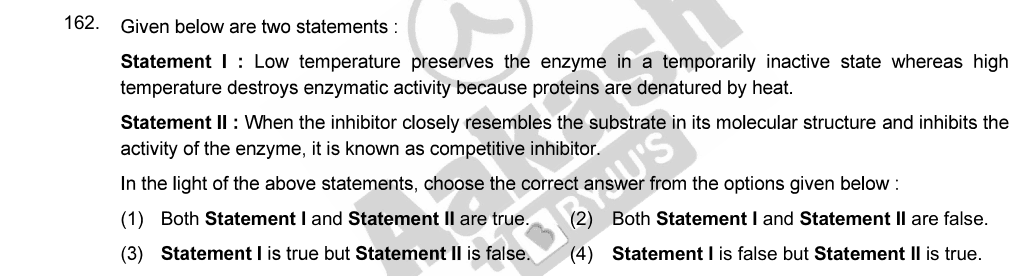 162. Given below are two statements :
Statement I : Low temperature preserves the enzyme in a temporarily inactive state whereas high
temperature destroys enzymatic activity because proteins are denatured by heat.
Statement II : When the inhibitor closely resembles the substrate in its molecular structure and inhibits the
activity of the enzyme, it is known as competitive inhibitor.
In the light of the above statements, choose the correct answer from the options given below :
(1) Both Statement I and Statement II are true. (2) Both Statement I and Statement II are false.
(3) Statement I is true but Statement II is false. (4) Statement I is false but Statement II is true.
Aakash
BYJU'S